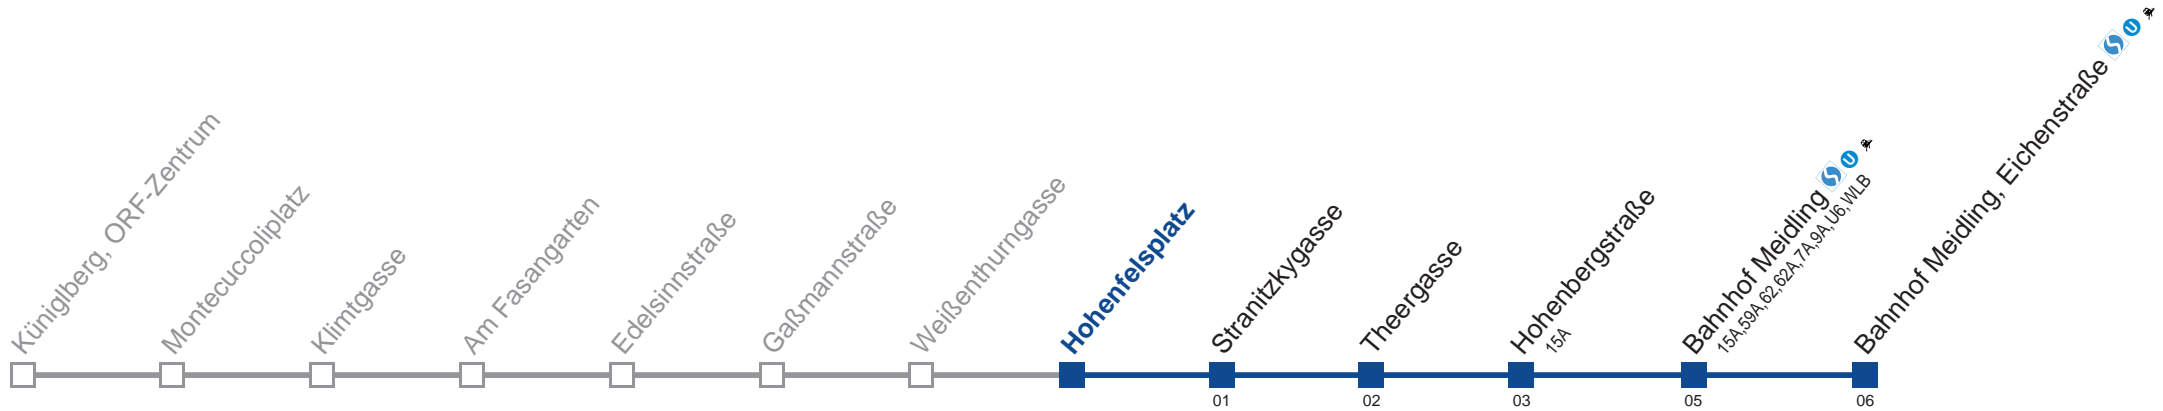 Küniglberg, ORF-Zentrum
Montecuccoliplatz
Klimtgasse
Am Fasangarten
Edelsinnstraße
Gaßmannstraße
Weißenthurngasse
Hohenfelsplatz
Stranitzkygasse
01
Theergasse
02
Hohenbergstraße
15A
03
Bahnhof Meidling S U
15A,59A,62,62A,7A,9A,U6,WLB
05
Bahnhof Meidling, Eichenstraße S U
06